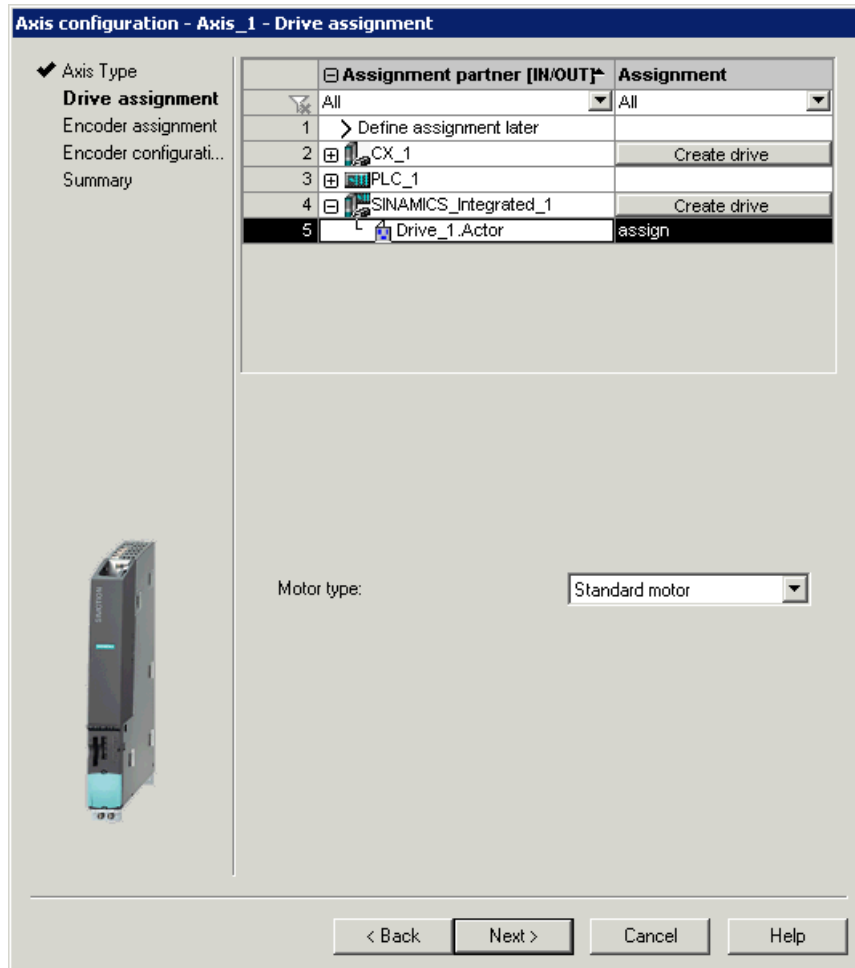 Axis configuration - Axis_1 - Drive assignment
Axis Type
Drive assignment
Encoder assignment
Encoder configurati...
Summary
Assignment partner [IN/OUT] Assignment
All All
1 Define assignment later
2 CX_1 Create drive
3 PLC_1
4 SINAMICS_Integrated_1 Create drive
5 Drive_1.Actor assign
SIMOTION
Motor type: Standard motor
< Back Next > Cancel Help